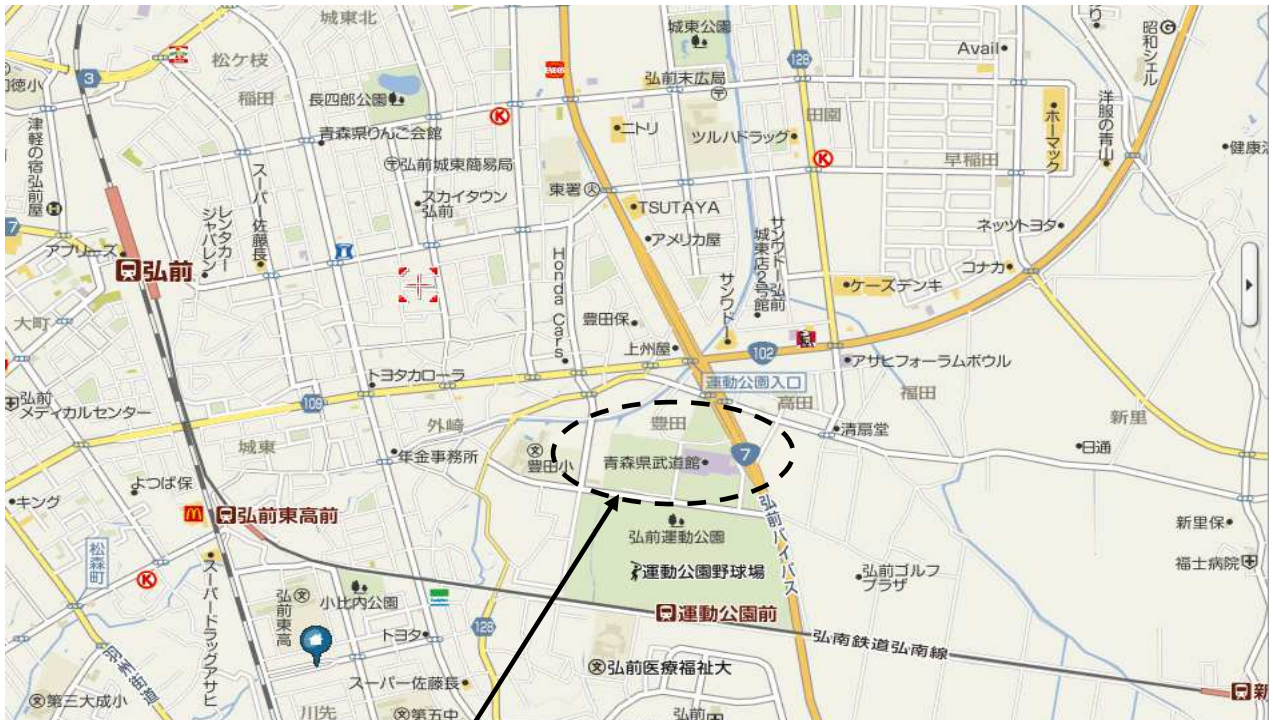 城東北
城東公園
Avail
昭和シェル
松ケ枝
3
128
和徳小
稲田
長四郎公園
弘前末広局
洋服の青山
ホーマック
青森県りんご会館
K
ニトリ
ツルハドラッグ
田園
津軽の宿弘前屋
弘前城東簡易局
K
早稲田
スーパー佐藤長
東署
スカイタウン
弘前
TSUTAYA
レンタカー
ジャパレン
7
アメリカ屋
サンワドー弘前
城東店2号館
ネッツトヨタ
アプリーズ
弘前
Honda Cars
サンワドー
コナカ
ケーズデンキ
大町
豊田保
上州屋
102
アサヒフォーラムボウル
トヨタカローラ
運動公園入口
弘前
メディカルセンター
109
福田
高田
外崎
豊田
新里
城東
清扇堂
日通
年金事務所
豊田小
青森県武道館
7
よつば保
キング
弘前東高前
弘前バイパス
弘前運動公園
新里保
松森町
運動公園野球場
弘前ゴルフ
プラザ
福士病院
K
スーパードラッグアサヒ
弘前東高
小比内公園
運動公園前
トヨタ
128
弘南鉄道弘南線
羽州街道
弘前医療福祉大
スーパー佐藤長
第三大成小
川先
第五中
弘前
新